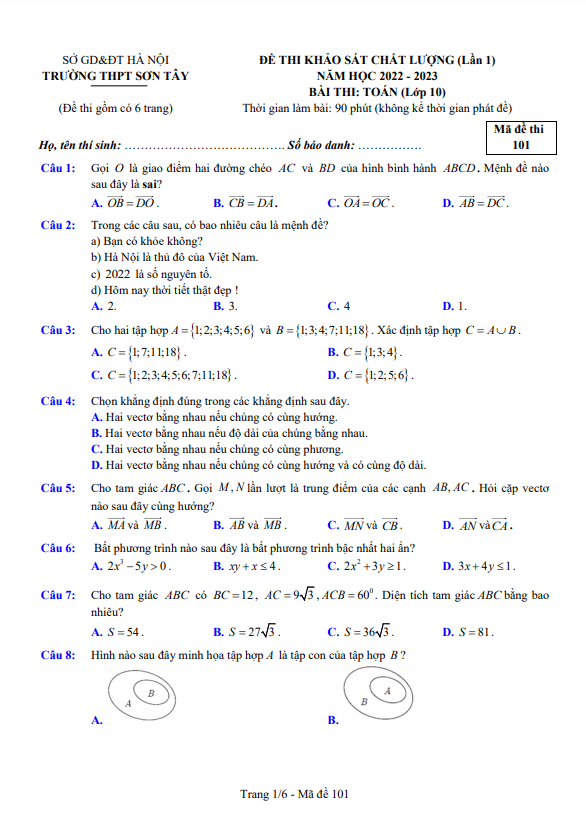 SỞ GD&ĐT HÀ NỘI
TRƯỜNG THPT SƠN TÂY
(Đề thi gồm có 6 trang)
ĐỀ THI KHẢO SÁT CHẤT LƯỢNG (Lần 1)
NĂM HỌC 2022 - 2023
BÀI THI: TOÁN (Lớp 10)
Thời gian làm bài: 90 phút (không kể thời gian phát đề)
Họ, tên thí sinh: ………………………………. Số báo danh: …………….
Mã đề thi
101
Câu 1: Gọi O là giao điểm hai đường chéo AC và BD của hình bình hành ABCD. Mệnh đề nào
sau đây là sai?
A. $\overrightarrow{OB}=\overrightarrow{DO}$. B. $\overrightarrow{CB}=\overrightarrow{DA}$. C. $\overrightarrow{OA}=\overrightarrow{OC}$. D. $\overrightarrow{AB}=\overrightarrow{DC}$.
Câu 2: Trong các câu sau, có bao nhiêu câu là mệnh đề?
a) Bạn có khỏe không?
b) Hà Nội là thủ đô của Việt Nam.
c) 2022 là số nguyên tố.
d) Hôm nay thời tiết thật đẹp !
A. 2. B. 3. C. 4 D. 1.
Câu 3: Cho hai tập hợp A = {1;2;3;4;5;6} và B = {1;3;4;7;11;18}. Xác định tập hợp C = A ∪ B.
A. C = {1;7;11;18}. B. C = {1;3;4}.
C. C = {1;2;3;4;5;6;7;11;18}. D. C = {1;2;5;6}.
Câu 4: Chọn khẳng định đúng trong các khẳng định sau đây.
A. Hai vectơ bằng nhau nếu chúng có cùng hướng.
B. Hai vectơ bằng nhau nếu độ dài của chúng bằng nhau.
C. Hai vectơ bằng nhau nếu chúng có cùng phương.
D. Hai vectơ bằng nhau nếu chúng có cùng hướng và có cùng độ dài.
Câu 5: Cho tam giác ABC. Gọi M, N lần lượt là trung điểm của các cạnh AB, AC. Hỏi cặp vectơ
nào sau đây cùng hướng?
A. $\overrightarrow{MA}$ và $\overrightarrow{MB}$. B. $\overrightarrow{AB}$ và $\overrightarrow{MB}$. C. $\overrightarrow{MN}$ và $\overrightarrow{CB}$. D. $\overrightarrow{AN}$ và $\overrightarrow{CA}$.
Câu 6: Bất phương trình nào sau đây là bất phương trình bậc nhất hai ẩn?
A. 2x³ − 5y > 0. B. xy + x ≤ 4. C. 2x² + 3y ≥ 1. D. 3x + 4y ≤ 1.
Câu 7: Cho tam giác ABC có BC = 12, AC = 9√3, ACB = 60⁰. Diện tích tam giác ABC bằng bao
nhiêu?
A. S = 54. B. S = 27√3. C. S = 36√3. D. S = 81.
Câu 8: Hình nào sau đây minh họa tập hợp A là tập con của tập hợp B?
A. A B
B. B A
Trang 1/6 - Mã đề 101